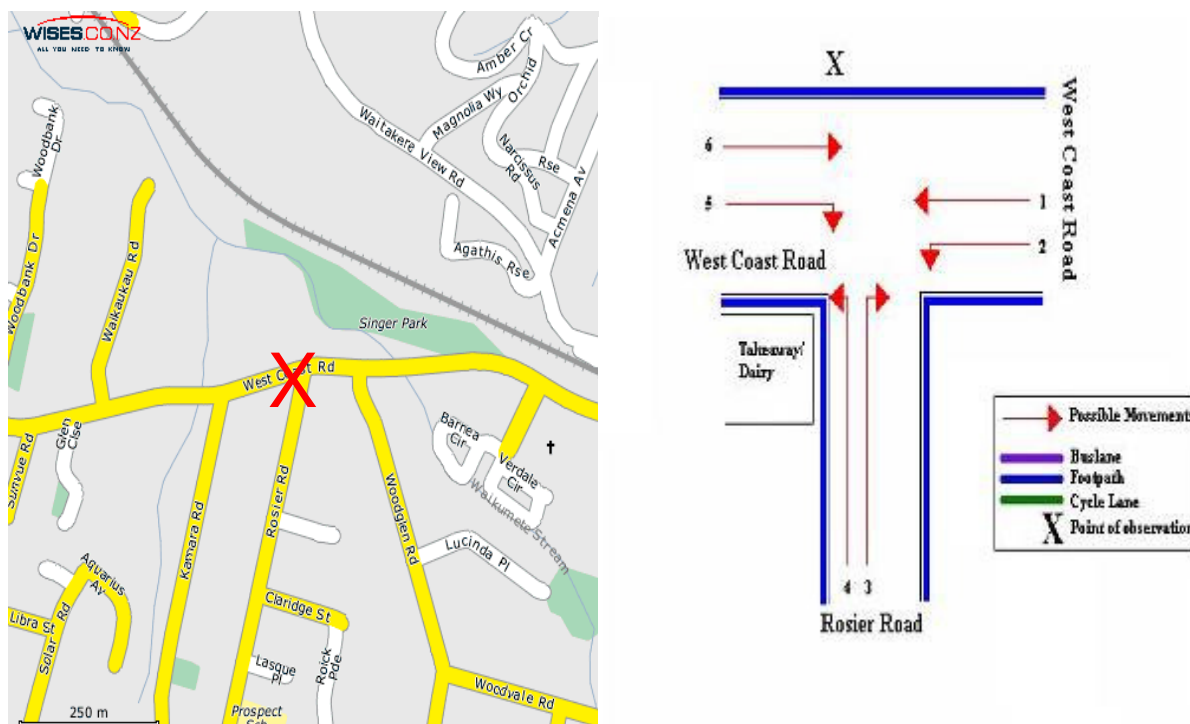 WISES.CO.NZ
ALL YOU NEED TO KNOW
Amber Cr
Orchid
Magnolia Wy
Narcissus
Rd
Rse
Waitakere View Rd
Acmena Av
Agathis Rse
Woodbank
Dr
Woodbank Dr
Waikaukau Rd
Singer Park
West Coast Rd
X
Glen
Clse
Sunvue Rd
Barnea
Cir
Verdale
Cir
Waikumete Stream
Kamara Rd
Rosier Rd
Woodglen Rd
Lucinda Pl
Aquarius
Av
Claridge St
Libra St
Solar Rd
Lasque
Pl
Roick
Pde
Woodvale Rd
Prospect
Sch
250 m
X
West Coast Road
6
5
1
2
West Coast Road
Takeaway/
Dairy
4 3
Rosier Road
Possible Movements
Buslane
Footpath
Cycle Lane
X Point of observation